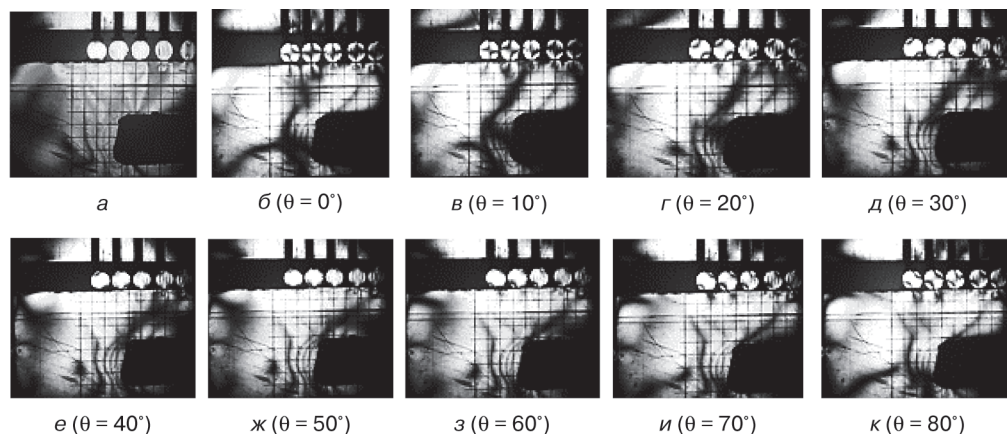 а
б (θ = 0°)
в (θ = 10°)
г (θ = 20°)
д (θ = 30°)
е (θ = 40°)
ж (θ = 50°)
з (θ = 60°)
и (θ = 70°)
к (θ = 80°)